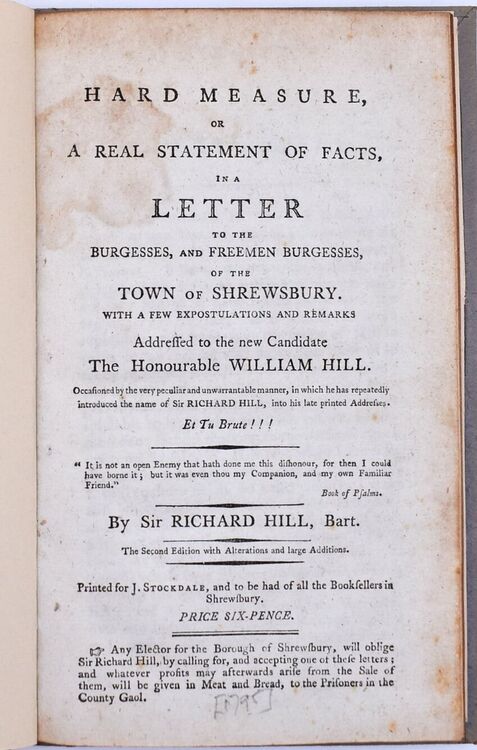 HARD MEASURE,
OR
A REAL STATEMENT OF FACTS,
IN A
LETTER
TO THE
BURGESSES, AND FREEMEN BURGESSES,
OF THE
TOWN OF SHREWSBURY.
WITH A FEW EXPOSTULATIONS AND REMARKS
Addreſſed to the new Candidate
The Honourable WILLIAM HILL.
Occaſioned by the very peculiar and unwarrantable manner, in which he has repeatedly
introduced the name of Sir RICHARD HILL, into his late printed Addreſſes.
Et Tu Brute ! ! !
“ It is not an open Enemy that hath done me this diſhonour, for then I could
have borne it ; but it was even thou my Companion, and my own Familiar
Friend.”
Book of Pſalms.
By Sir RICHARD HILL, Bart.
The Second Edition with Alterations and large Additions.
Printed for J. STOCKDALE, and to be had of all the Bookſellers in
Shrewſbury.
PRICE SIX-PENCE.
☞ Any Elector for the Borough of Shrewſbury, will oblige
Sir Richard Hill, by calling for, and accepting one of theſe letters ;
and whatever profits may afterwards ariſe from the Sale of
them, will be given in Meat and Bread, to the Priſoners in the
County Gaol.
[1795]